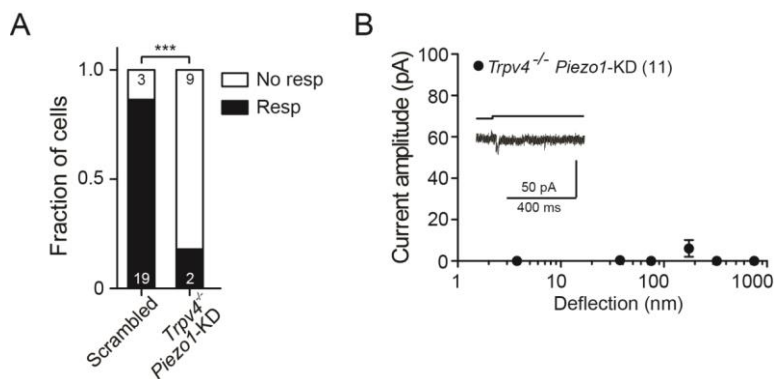 A
***
1.0
0.5
0
Fraction of cells
3
9
19
2
No resp
Resp
Scrambled
Trpv4-/-
Piezo1-KD
B
Trpv4-/- Piezo1-KD (11)
100
80
60
40
20
0
Current amplitude (pA)
50 pA
400 ms
1
10
100
1000
Deflection (nm)